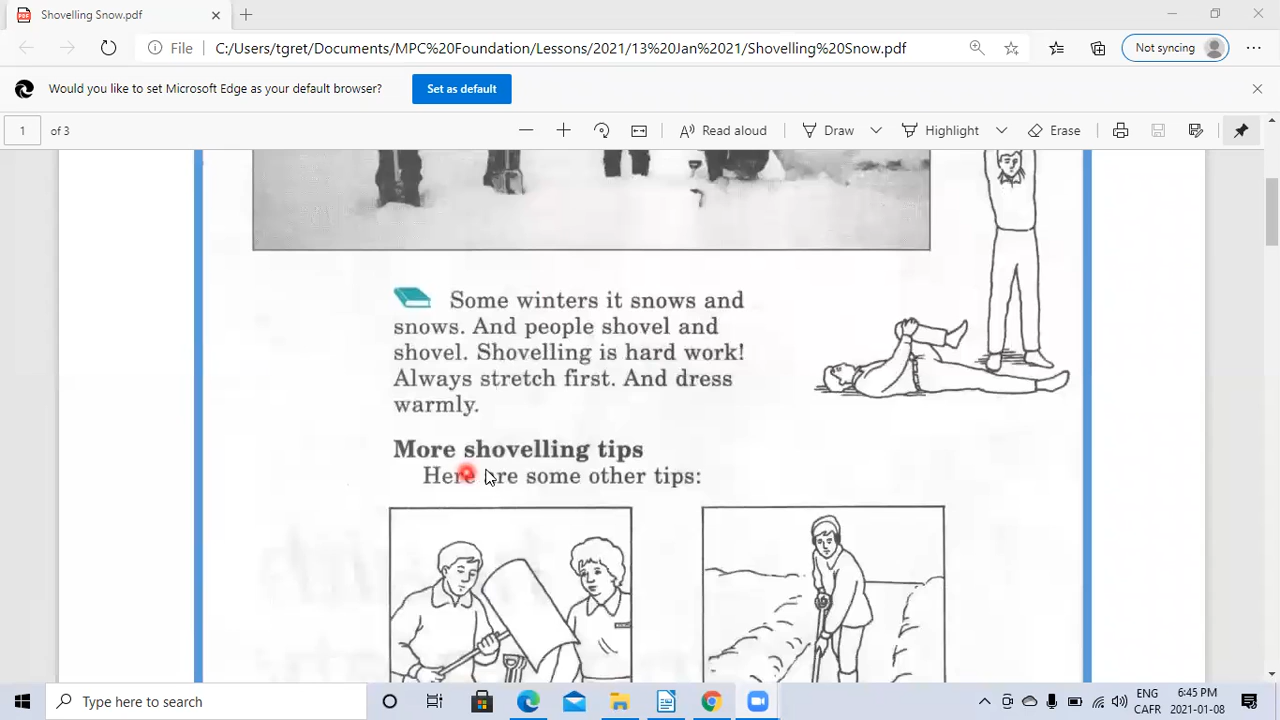 Shovelling Snow.pdf
File
C:/Users/tgret/Documents/MPC%20Foundation/Lessons/2021/13%20Jan%2021/Shovelling%20Snow.pdf
Not syncing
Would you like to set Microsoft Edge as your default browser?
Set as default
1 of 3
Read aloud
Draw
Highlight
Erase
Some winters it snows and
snows. And people shovel and
shovel. Shovelling is hard work!
Always stretch first. And dress
warmly.
More shovelling tips
Here are some other tips:
Type here to search
ENG
CAFR
6:45 PM
2021-01-08